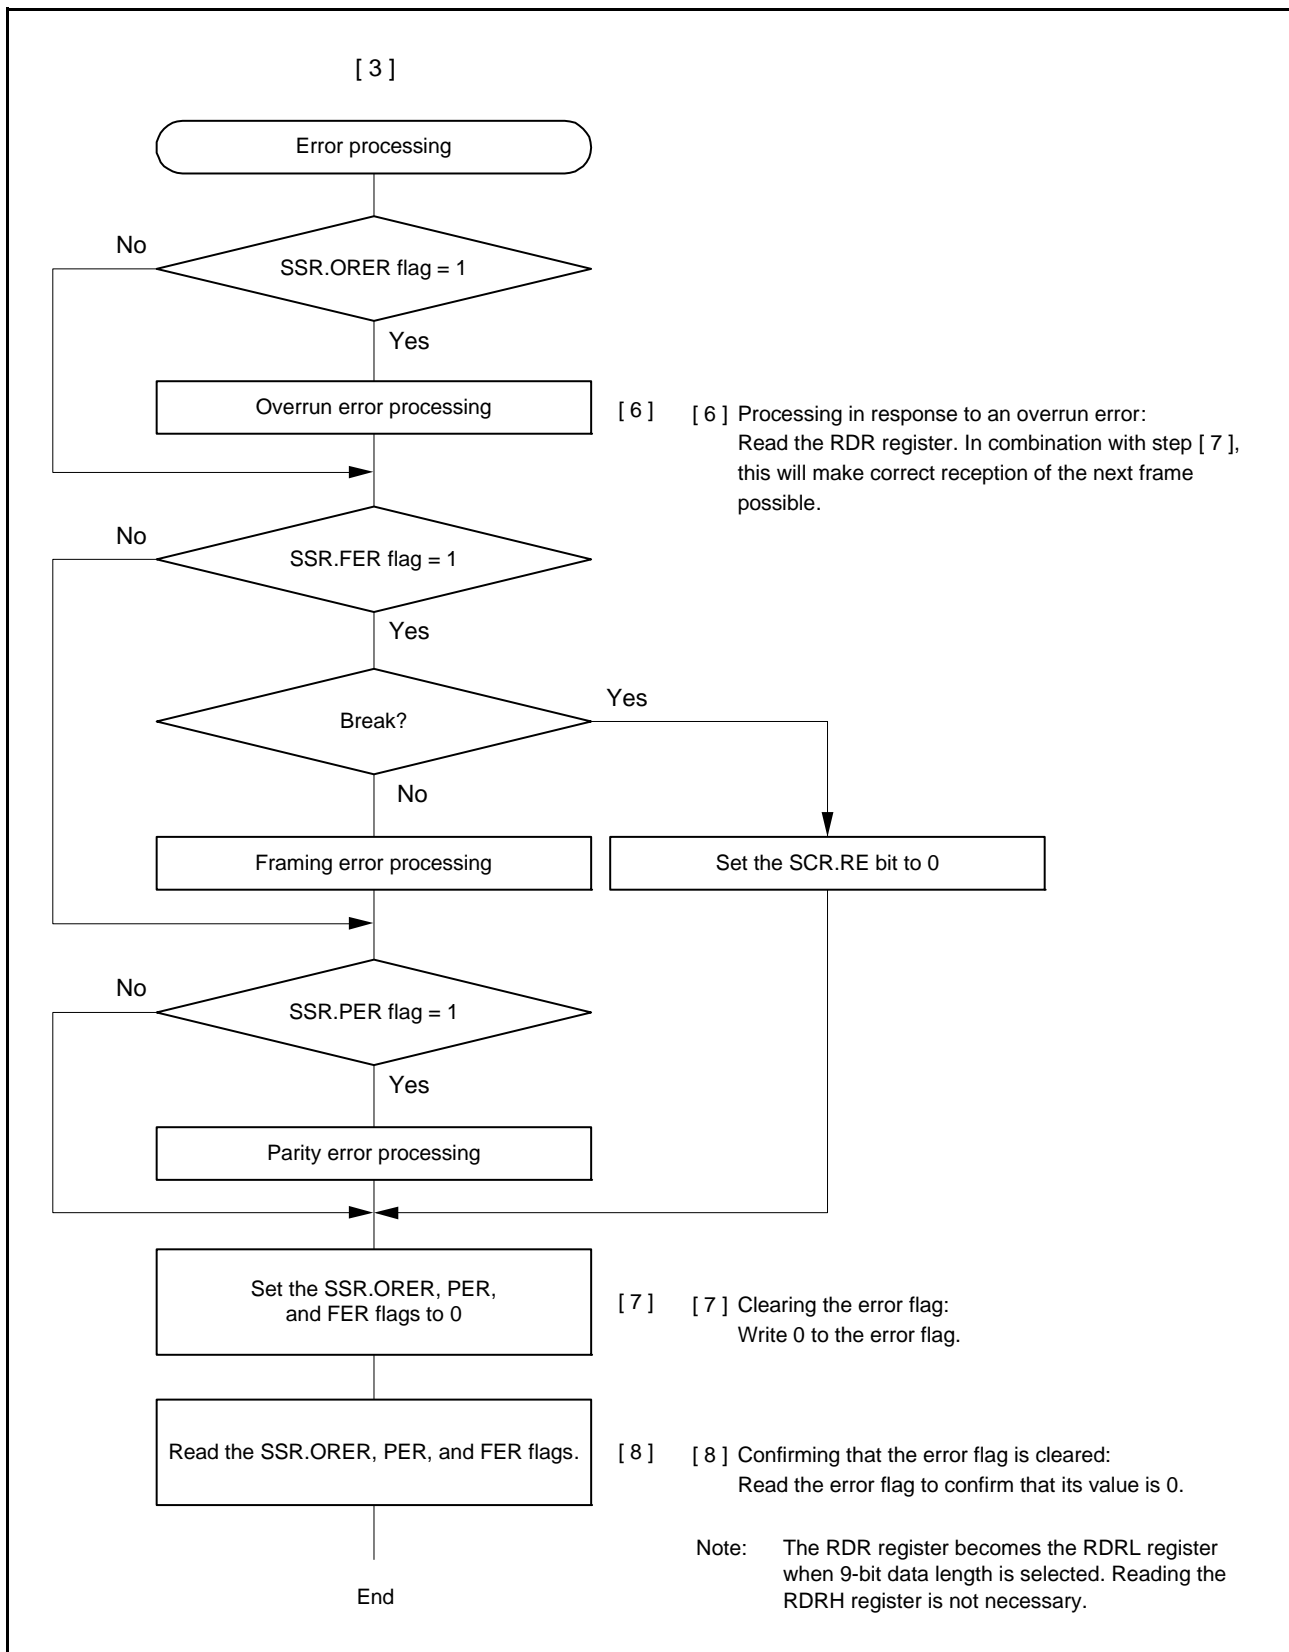 [ 3 ]
Error processing
No
SSR.ORER flag = 1
Yes
Overrun error processing
[ 6 ]
[ 6 ] Processing in response to an overrun error:
Read the RDR register. In combination with step [ 7 ],
this will make correct reception of the next frame
possible.
No
SSR.FER flag = 1
Yes
Break?
Yes
No
Framing error processing
Set the SCR.RE bit to 0
No
SSR.PER flag = 1
Yes
Parity error processing
Set the SSR.ORER, PER,
and FER flags to 0
[ 7 ]
[ 7 ] Clearing the error flag:
Write 0 to the error flag.
Read the SSR.ORER, PER, and FER flags.
[ 8 ]
[ 8 ] Confirming that the error flag is cleared:
Read the error flag to confirm that its value is 0.
Note: The RDR register becomes the RDRL register
when 9-bit data length is selected. Reading the
RDRH register is not necessary.
End